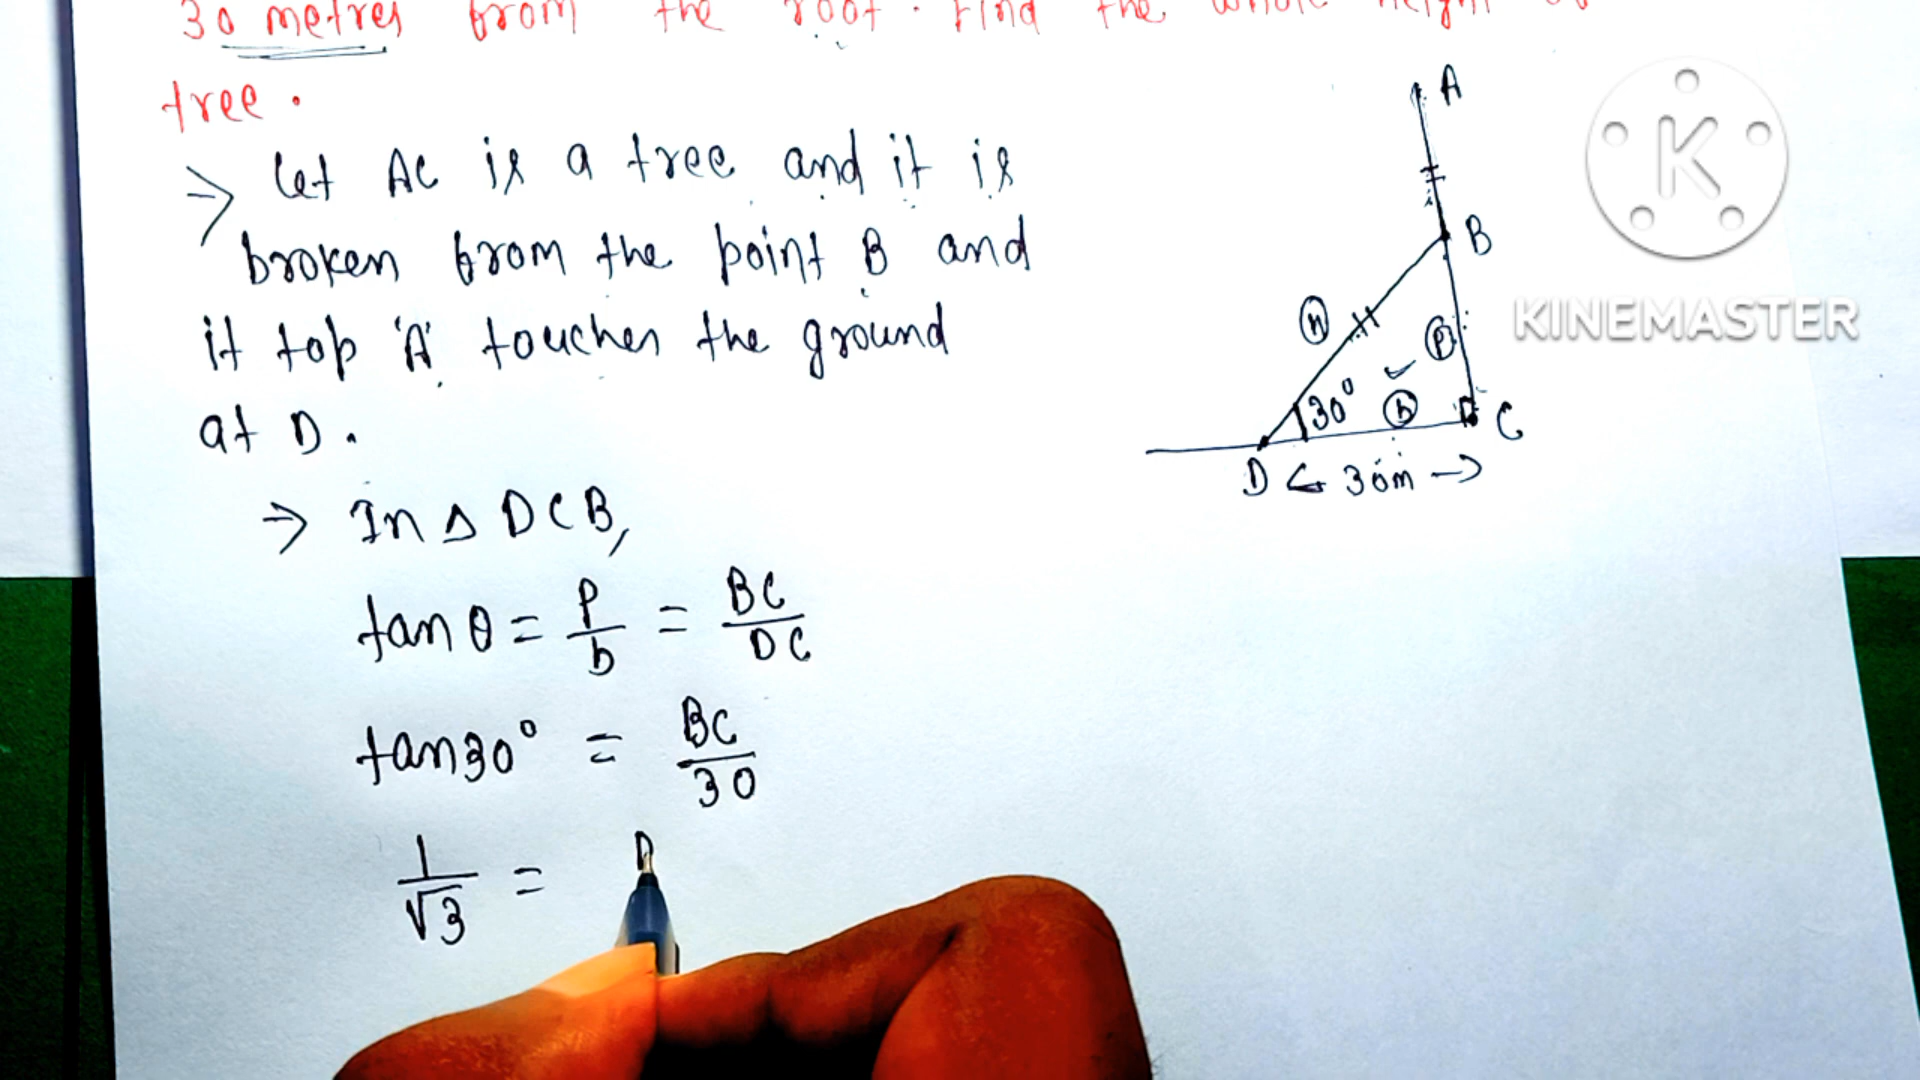 30 metres from the root. Find the whole height
tree.
→ Let AC is a tree and it is
broken from the point B and
it top 'A' touches the ground
at D.
→ In △ DCB,
tan θ = p/b = BC/DC
tan30° = BC/30
1/√3 =
A
B
h
p
30°
b
C
D ← 30m →
K
KINEMASTER